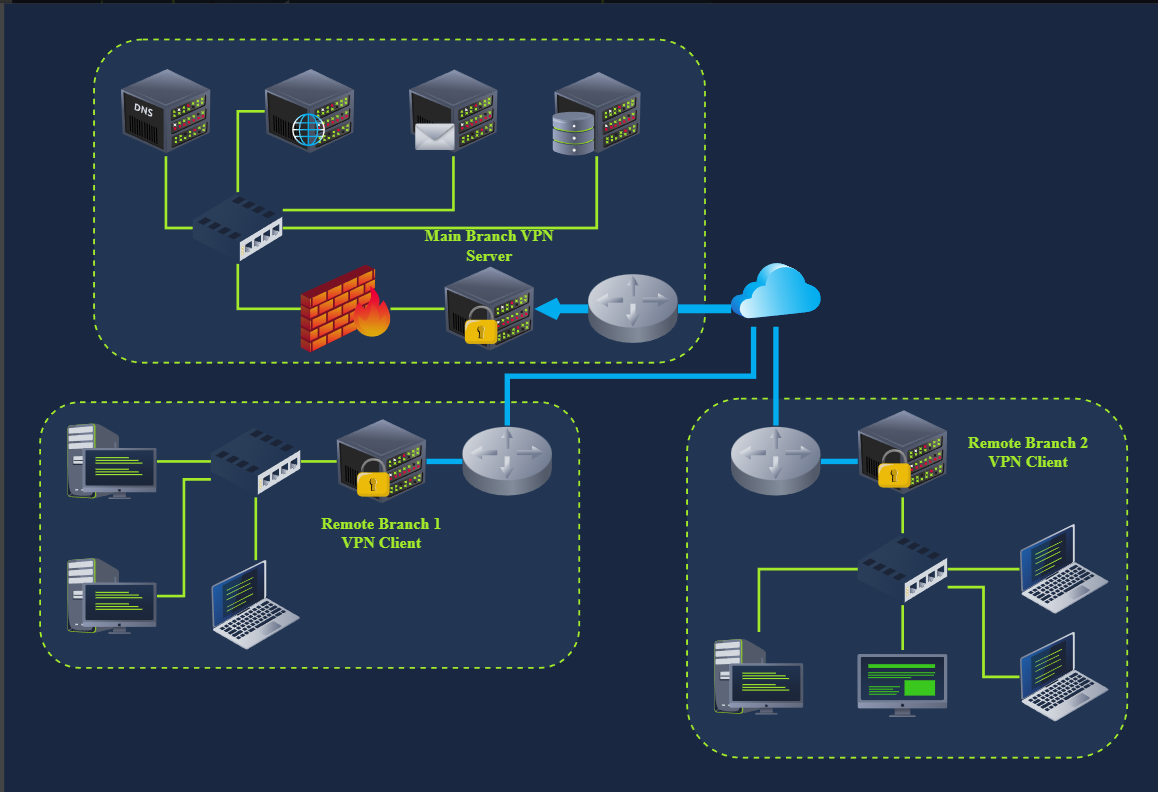 DNS
Main Branch VPN
Server
Remote Branch 2
VPN Client
Remote Branch 1
VPN Client